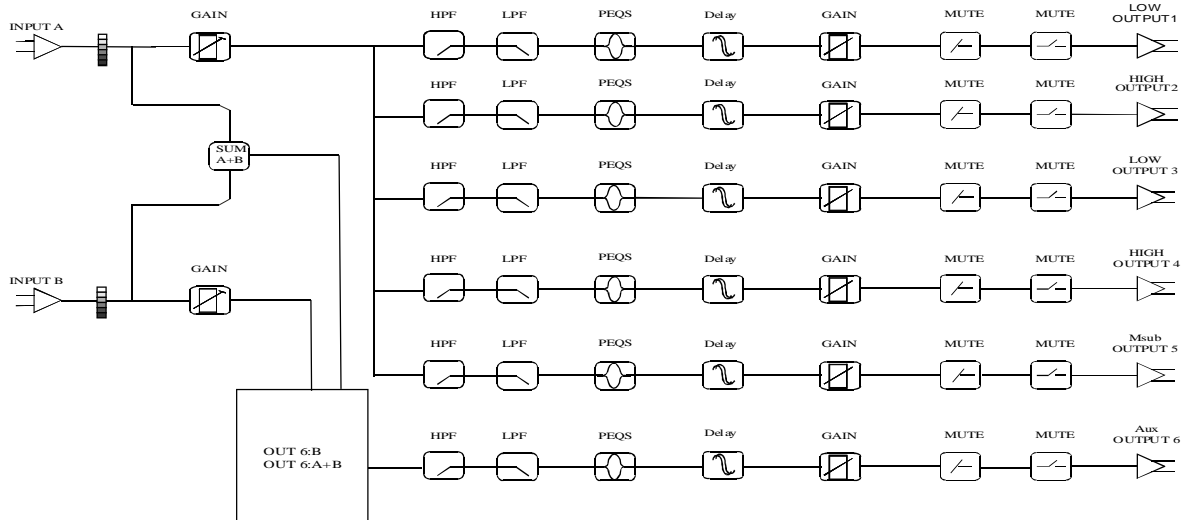 INPUT A
GAIN
HPF LPF PEQS Delay GAIN MUTE MUTE
LOW
OUTPUT1
HPF LPF PEQS Delay GAIN MUTE MUTE
HIGH
OUTPUT2
SUM
A+B
HPF LPF PEQS Delay GAIN MUTE MUTE
LOW
OUTPUT 3
INPUT B
GAIN
HPF LPF PEQS Delay GAIN MUTE MUTE
HIGH
OUTPUT 4
HPF LPF PEQS Delay GAIN MUTE MUTE
Msub
OUTPUT 5
OUT 6:B
OUT 6:A+B
HPF LPF PEQS Delay GAIN MUTE MUTE
Aux
OUTPUT 6